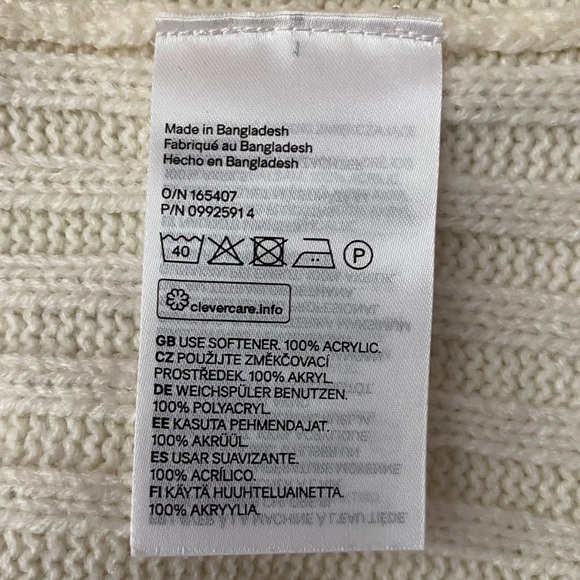 1
Made in Bangladesh
Fabriqué au Bangladesh
Hecho en Bangladesh
O/N 165407
P/N 09925914
40 P
clevercare.info
GB USE SOFTENER. 100% ACRYLIC.
CZ POUŽIJTE ZMĚKČOVACÍ
PROSTŘEDEK. 100% AKRYL.
DE WEICHSPÜLER BENUTZEN.
100% POLYACRYL.
EE KASUTA PEHMENDAJAT.
100% AKRÜÜL.
ES USAR SUAVIZANTE.
100% ACRÍLICO.
FI KÄYTÄ HUUHTELUAINETTA.
100% AKRYYLIA.